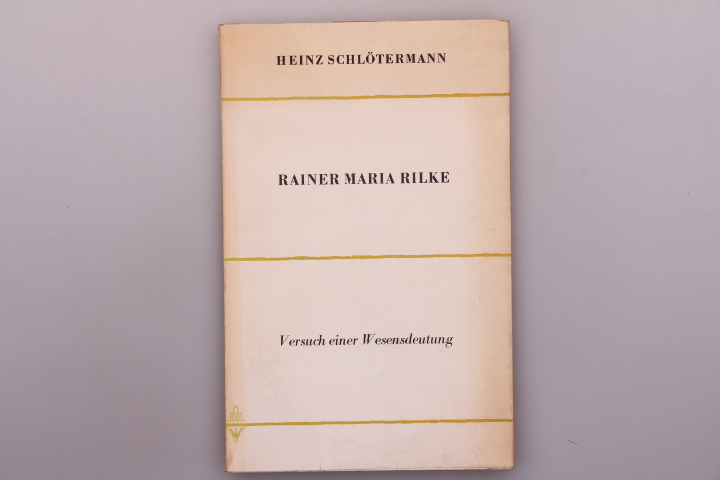 HEINZ SCHLÖTERMANN
RAINER MARIA RILKE
Versuch einer Wesensdeutung